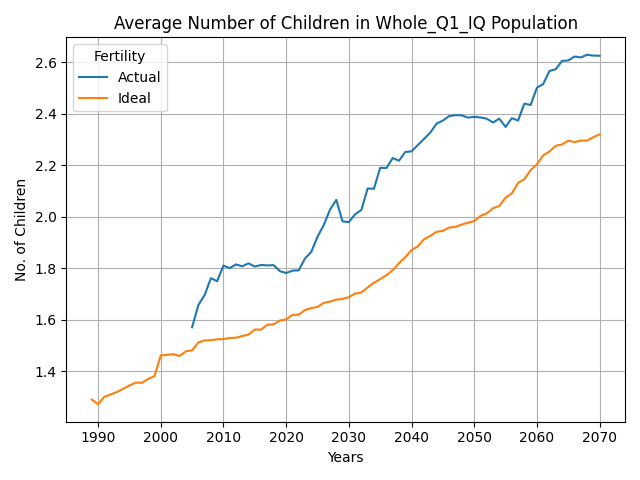 Average Number of Children in Whole_Q1_IQ Population
Fertility
Actual
Ideal
No. of Children
2.6
2.4
2.2
2.0
1.8
1.6
1.4
1990 2000 2010 2020 2030 2040 2050 2060 2070
Years